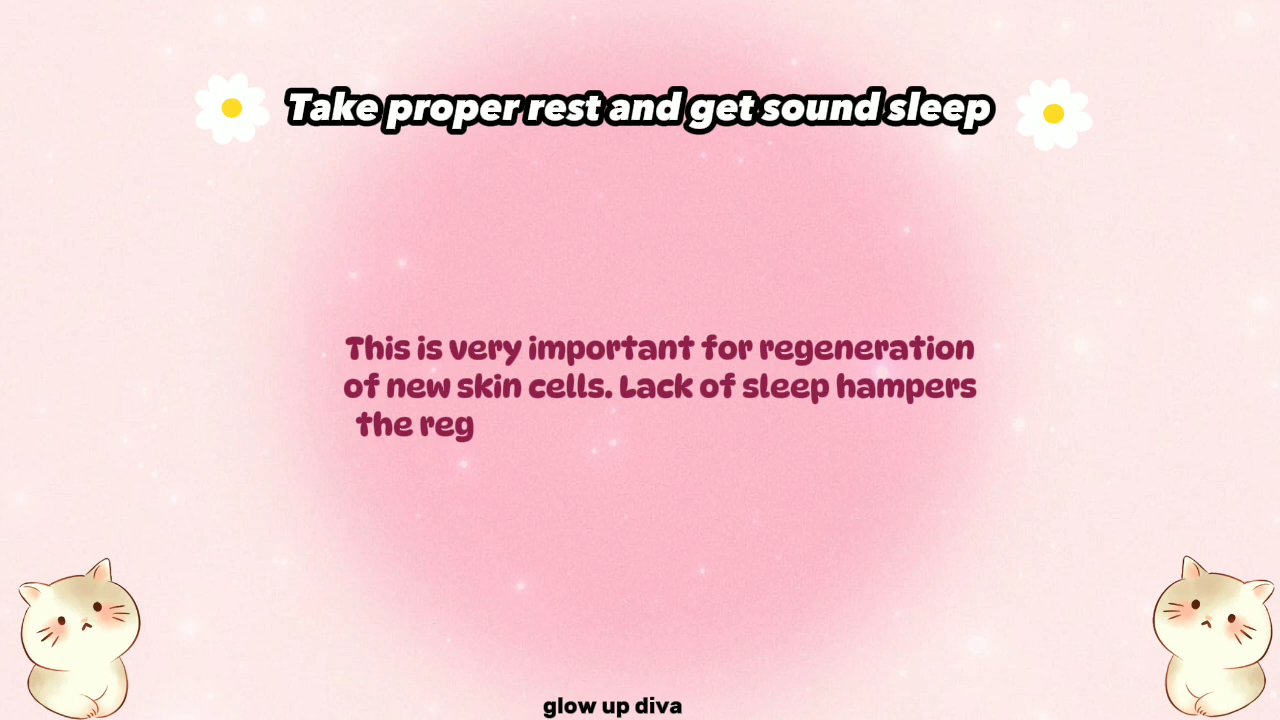 Take proper rest and get sound sleep
This is very important for regeneration
of new skin cells. Lack of sleep hampers
the reg
glow up diva